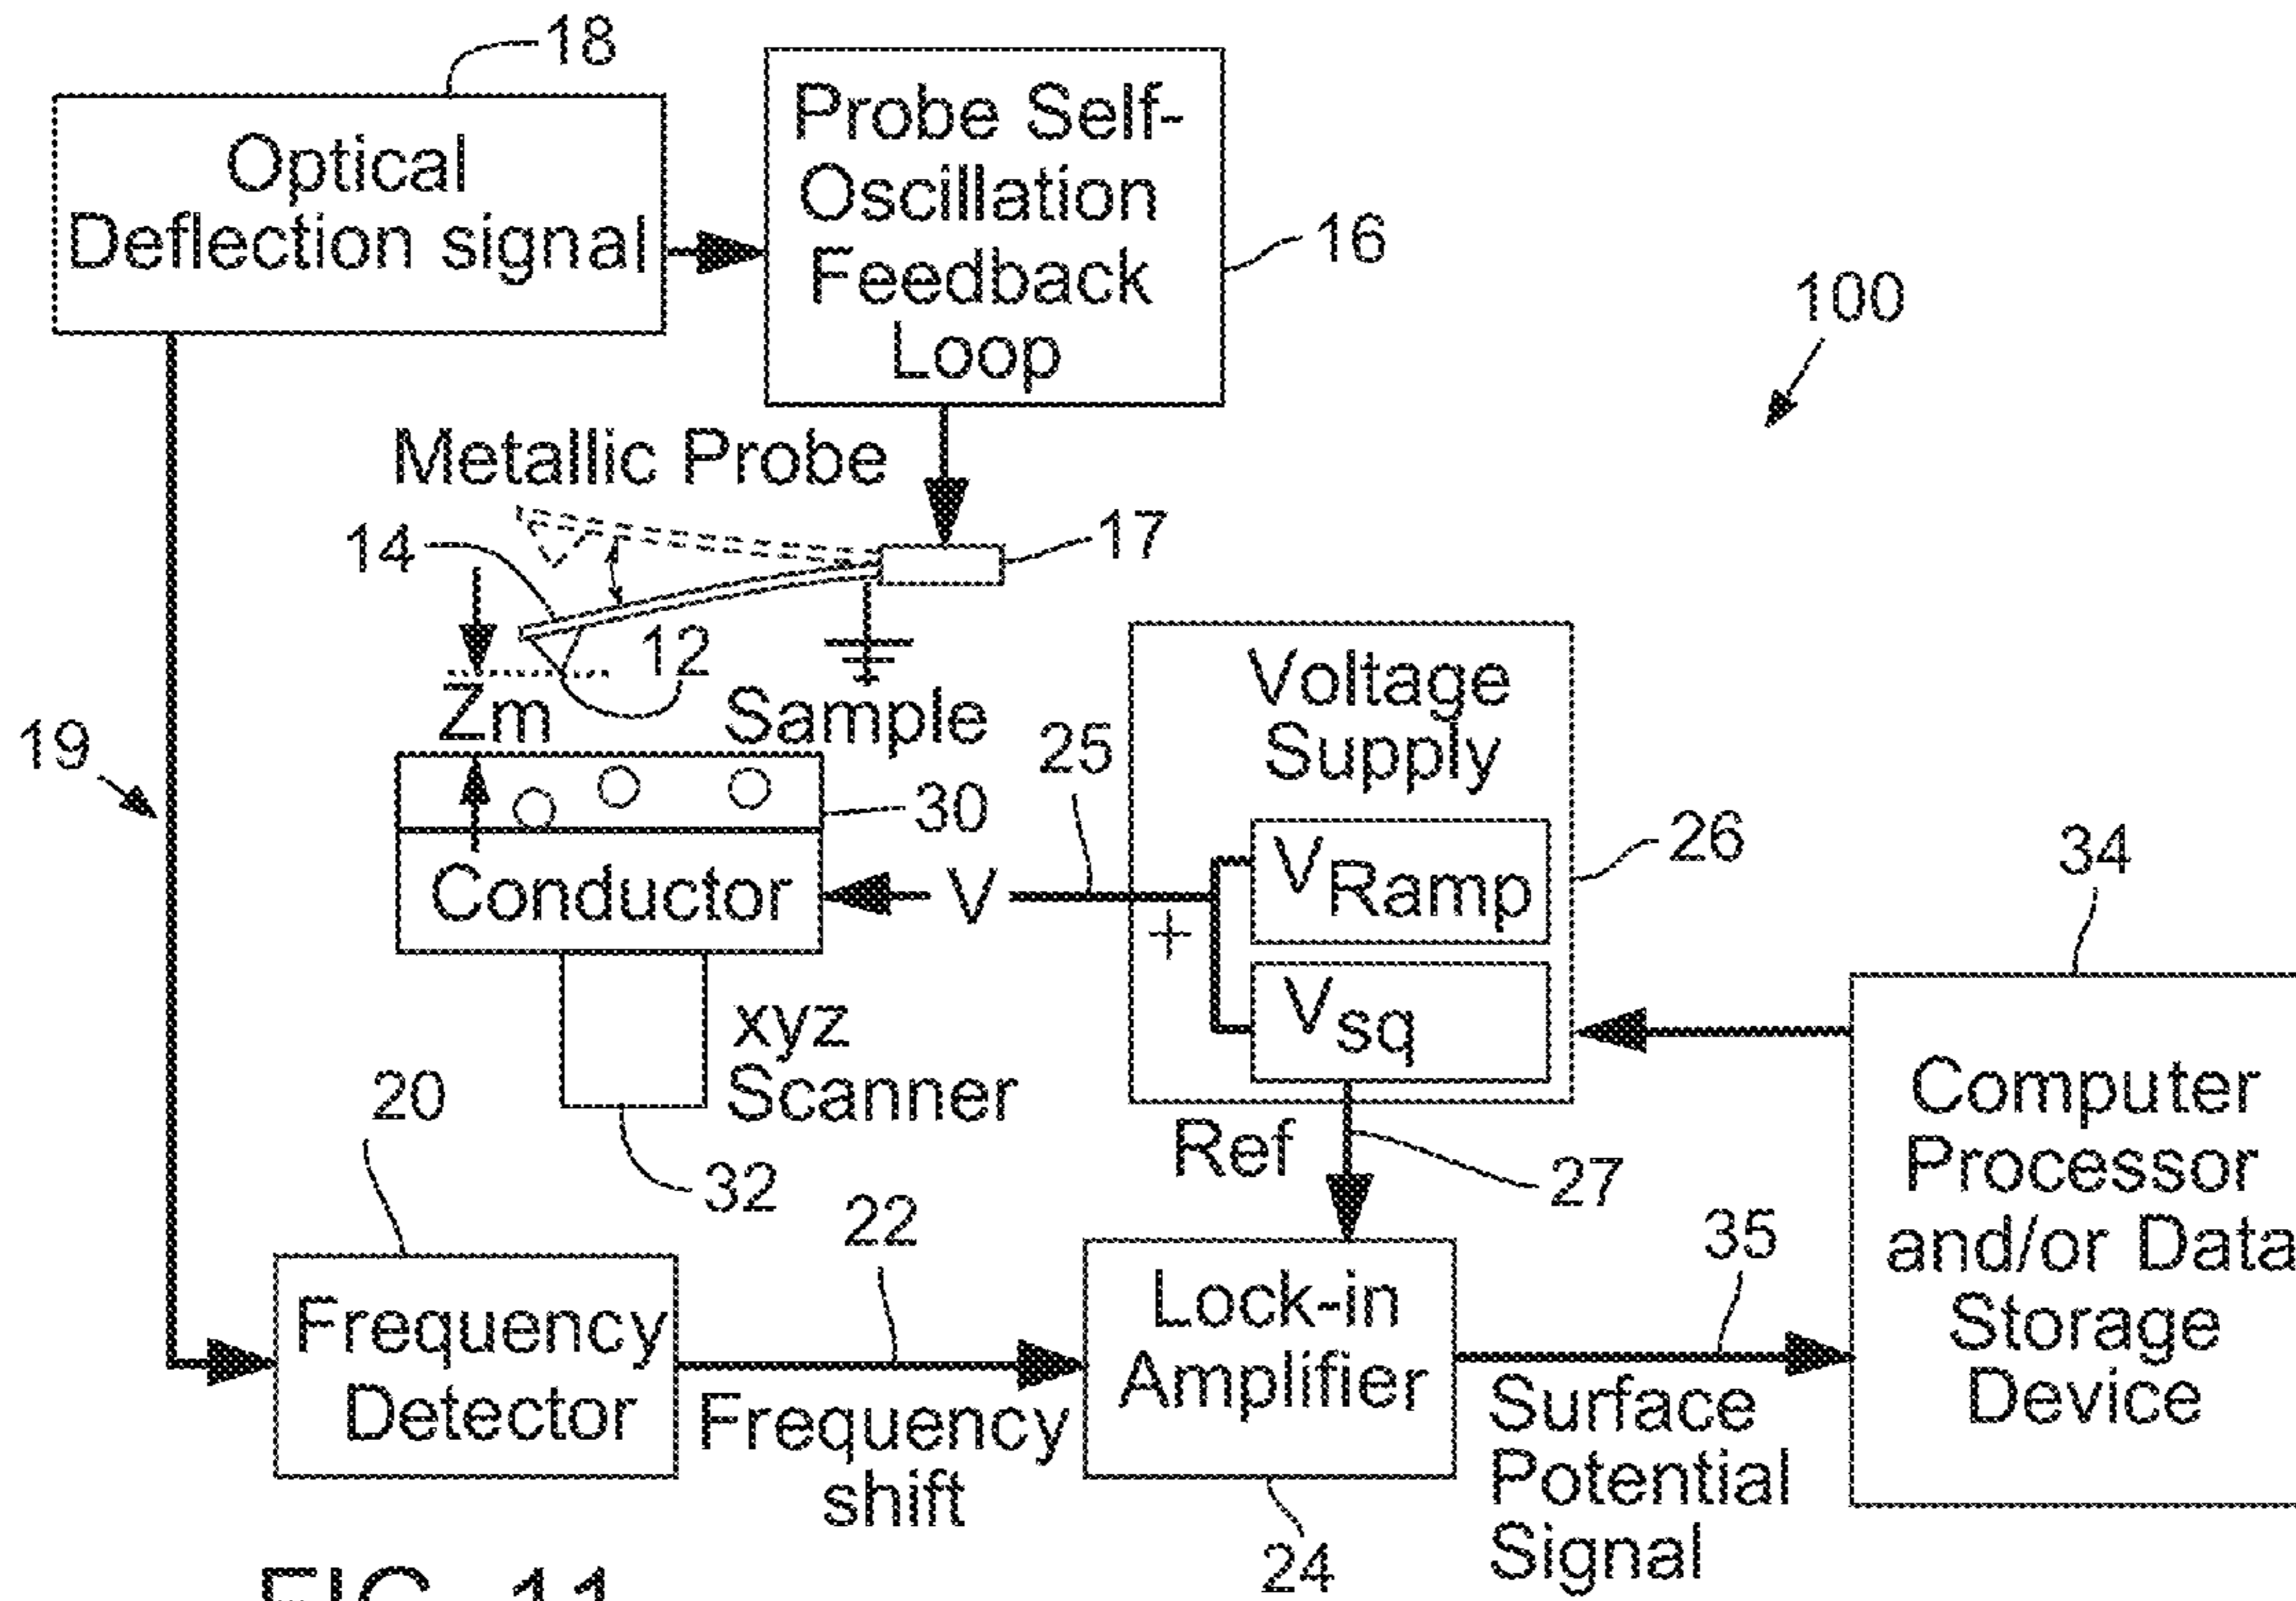 18
Optical
Deflection signal
Probe Self-
Oscillation
Feedback
Loop
16
100
Metallic Probe
14
17
12
Zm
Sample
19
30
Conductor
V
25
Voltage
Supply
VRamp
+
Vsq
26
34
xyz
Scanner
32
20
Frequency
Detector
22
Frequency
shift
Ref
27
Lock-in
Amplifier
24
35
Surface
Potential
Signal
Computer
Processor
and/or Data
Storage
Device
FIG. 11